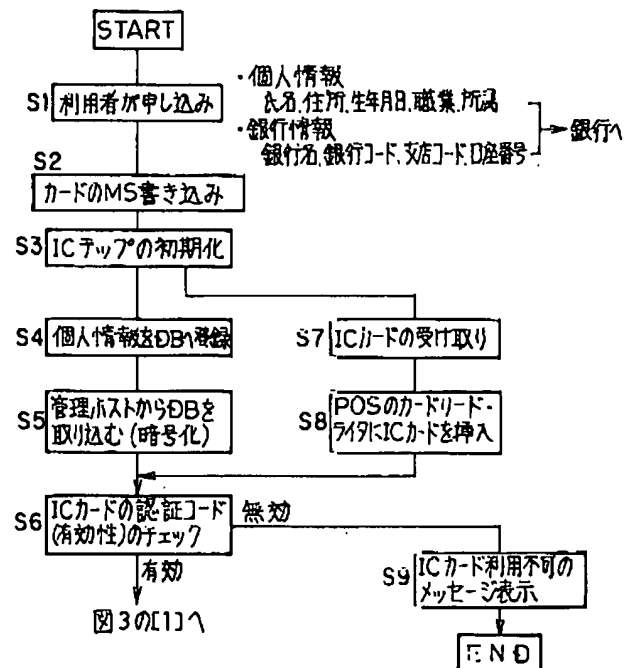 START
S1 利用者が申し込み
・個人情報
氏名、住所、生年月日、職業、所属
・銀行情報
銀行名、銀行コード、支店コード、口座番号
銀行へ
S2
カードのMS書き込み
S3 ICチップの初期化
S4 個人情報をDBへ登録
S7 ICカードの受け取り
S5 管理ホストからDBを
取り込む(暗号化)
S8 POSのカードリード・
ライタにICカードを挿入
S6 ICカードの認証コード
(有効性)のチェック
無効
有効
図3の[1]へ
S9 ICカード利用不可の
メッセージ表示
END